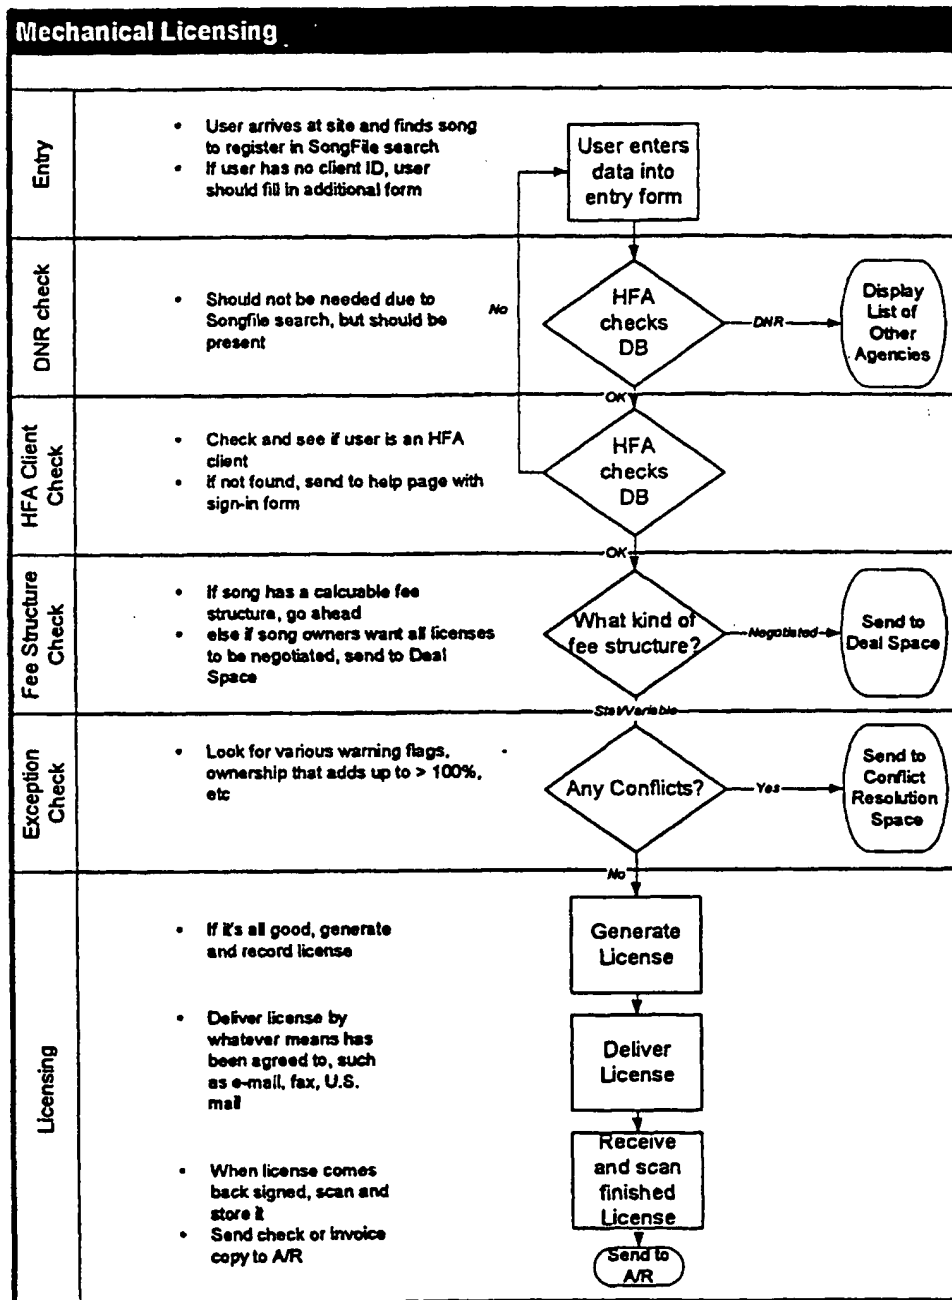 Mechanical Licensing
Entry
• User arrives at site and finds song
to register in SongFile search
• If user has no client ID, user
should fill in additional form
User enters
data into
entry form
DNR check
• Should not be needed due to
Songfile search, but should be
present
No
HFA
checks
DB
DNR
Display
List of
Other
Agencies
OK
HFA Client
Check
• Check and see if user is an HFA
client
• if not found, send to help page with
sign-in form
HFA
checks
DB
OK
Fee Structure
Check
• If song has a calcuable fee
structure, go ahead
• else if song owners want all licenses
to be negotiated, send to Deal
Space
What kind of
fee structure?
Negotiated
Send to
Deal Space
Stat/Variable
Exception
Check
• Look for various warning flags,
ownership that adds up to > 100%,
etc
Any Conflicts?
Yes
Send to
Conflict
Resolution
Space
No
Licensing
• If it's all good, generate
and record license
Generate
License
• Deliver license by
whatever means has
been agreed to, such
as e-mail, fax, U.S.
mail
Deliver
License
• When license comes
back signed, scan and
store it
• Send check or invoice
copy to A/R
Receive
and scan
finished
License
Send to
A/R